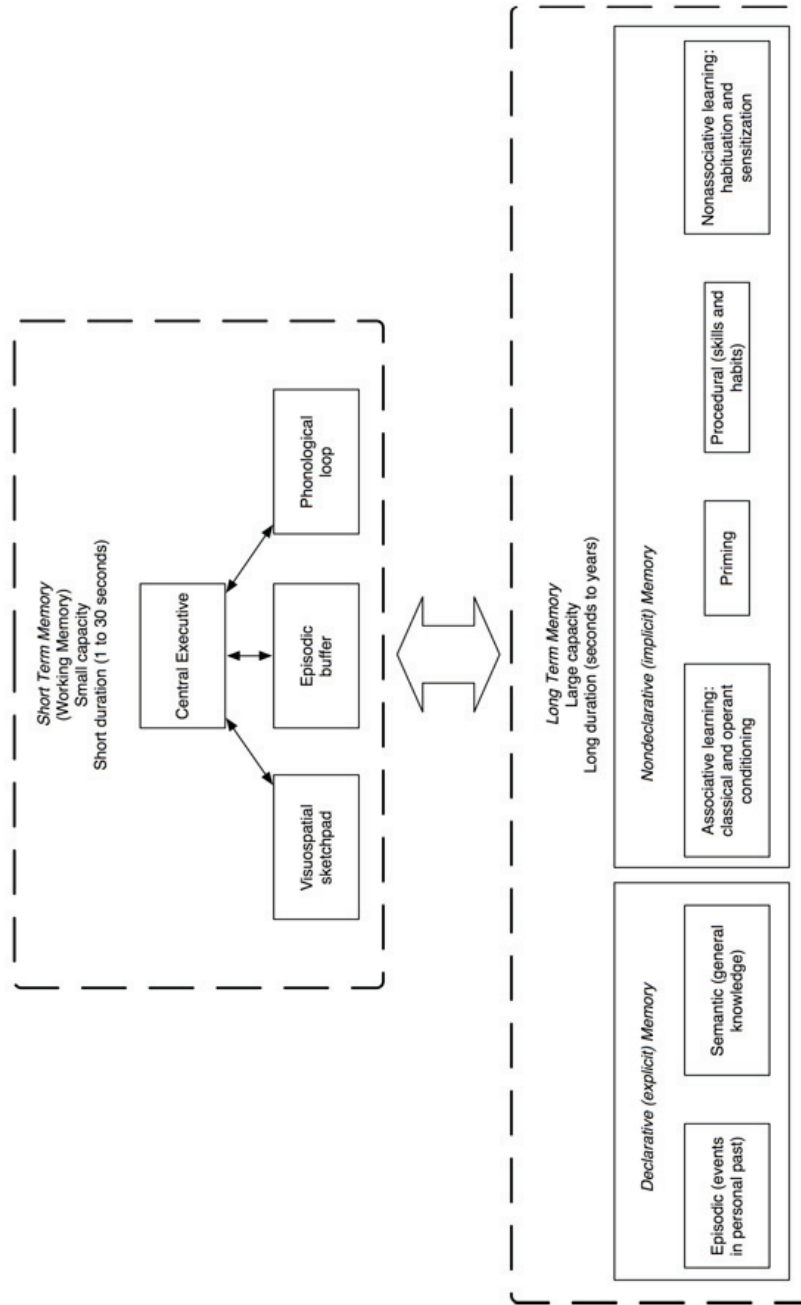 Short Term Memory
(Working Memory)
Small capacity
Short duration (1 to 30 seconds)
Central Executive
Visuospatial
sketchpad
Episodic
buffer
Phonological
loop
Long Term Memory
Large capacity
Long duration (seconds to years)
Declarative (explicit) Memory
Episodic (events
in personal past)
Semantic (general
knowledge)
Nondeclarative (implicit) Memory
Associative learning:
classical and operant
conditioning
Priming
Procedural (skills and
habits)
Nonassociative learning:
habituation and
sensitization